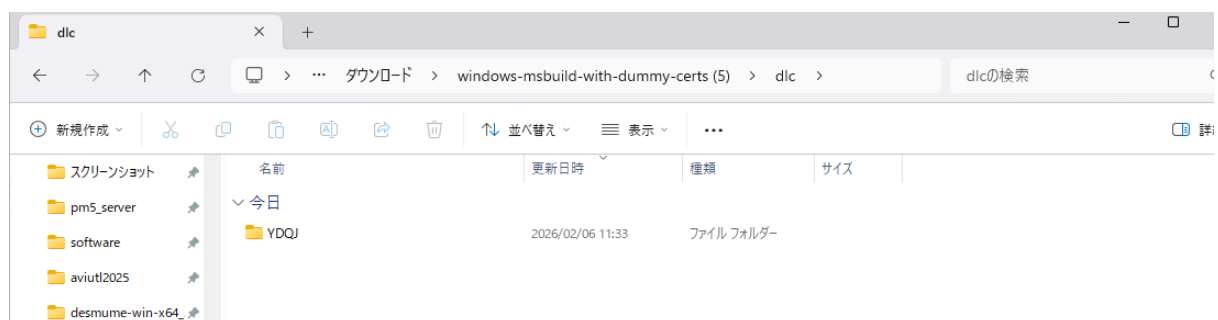 dlc
… ダウンロード > windows-msbuild-with-dummy-certs (5) > dlc >
dlcの検索
新規作成
並べ替え
表示
名前
更新日時
種類
サイズ
スクリーンショット
pm5_server
software
aviutl2025
desmume-win-x64_
今日
YDQJ
2026/02/06 11:33
ファイル フォルダー